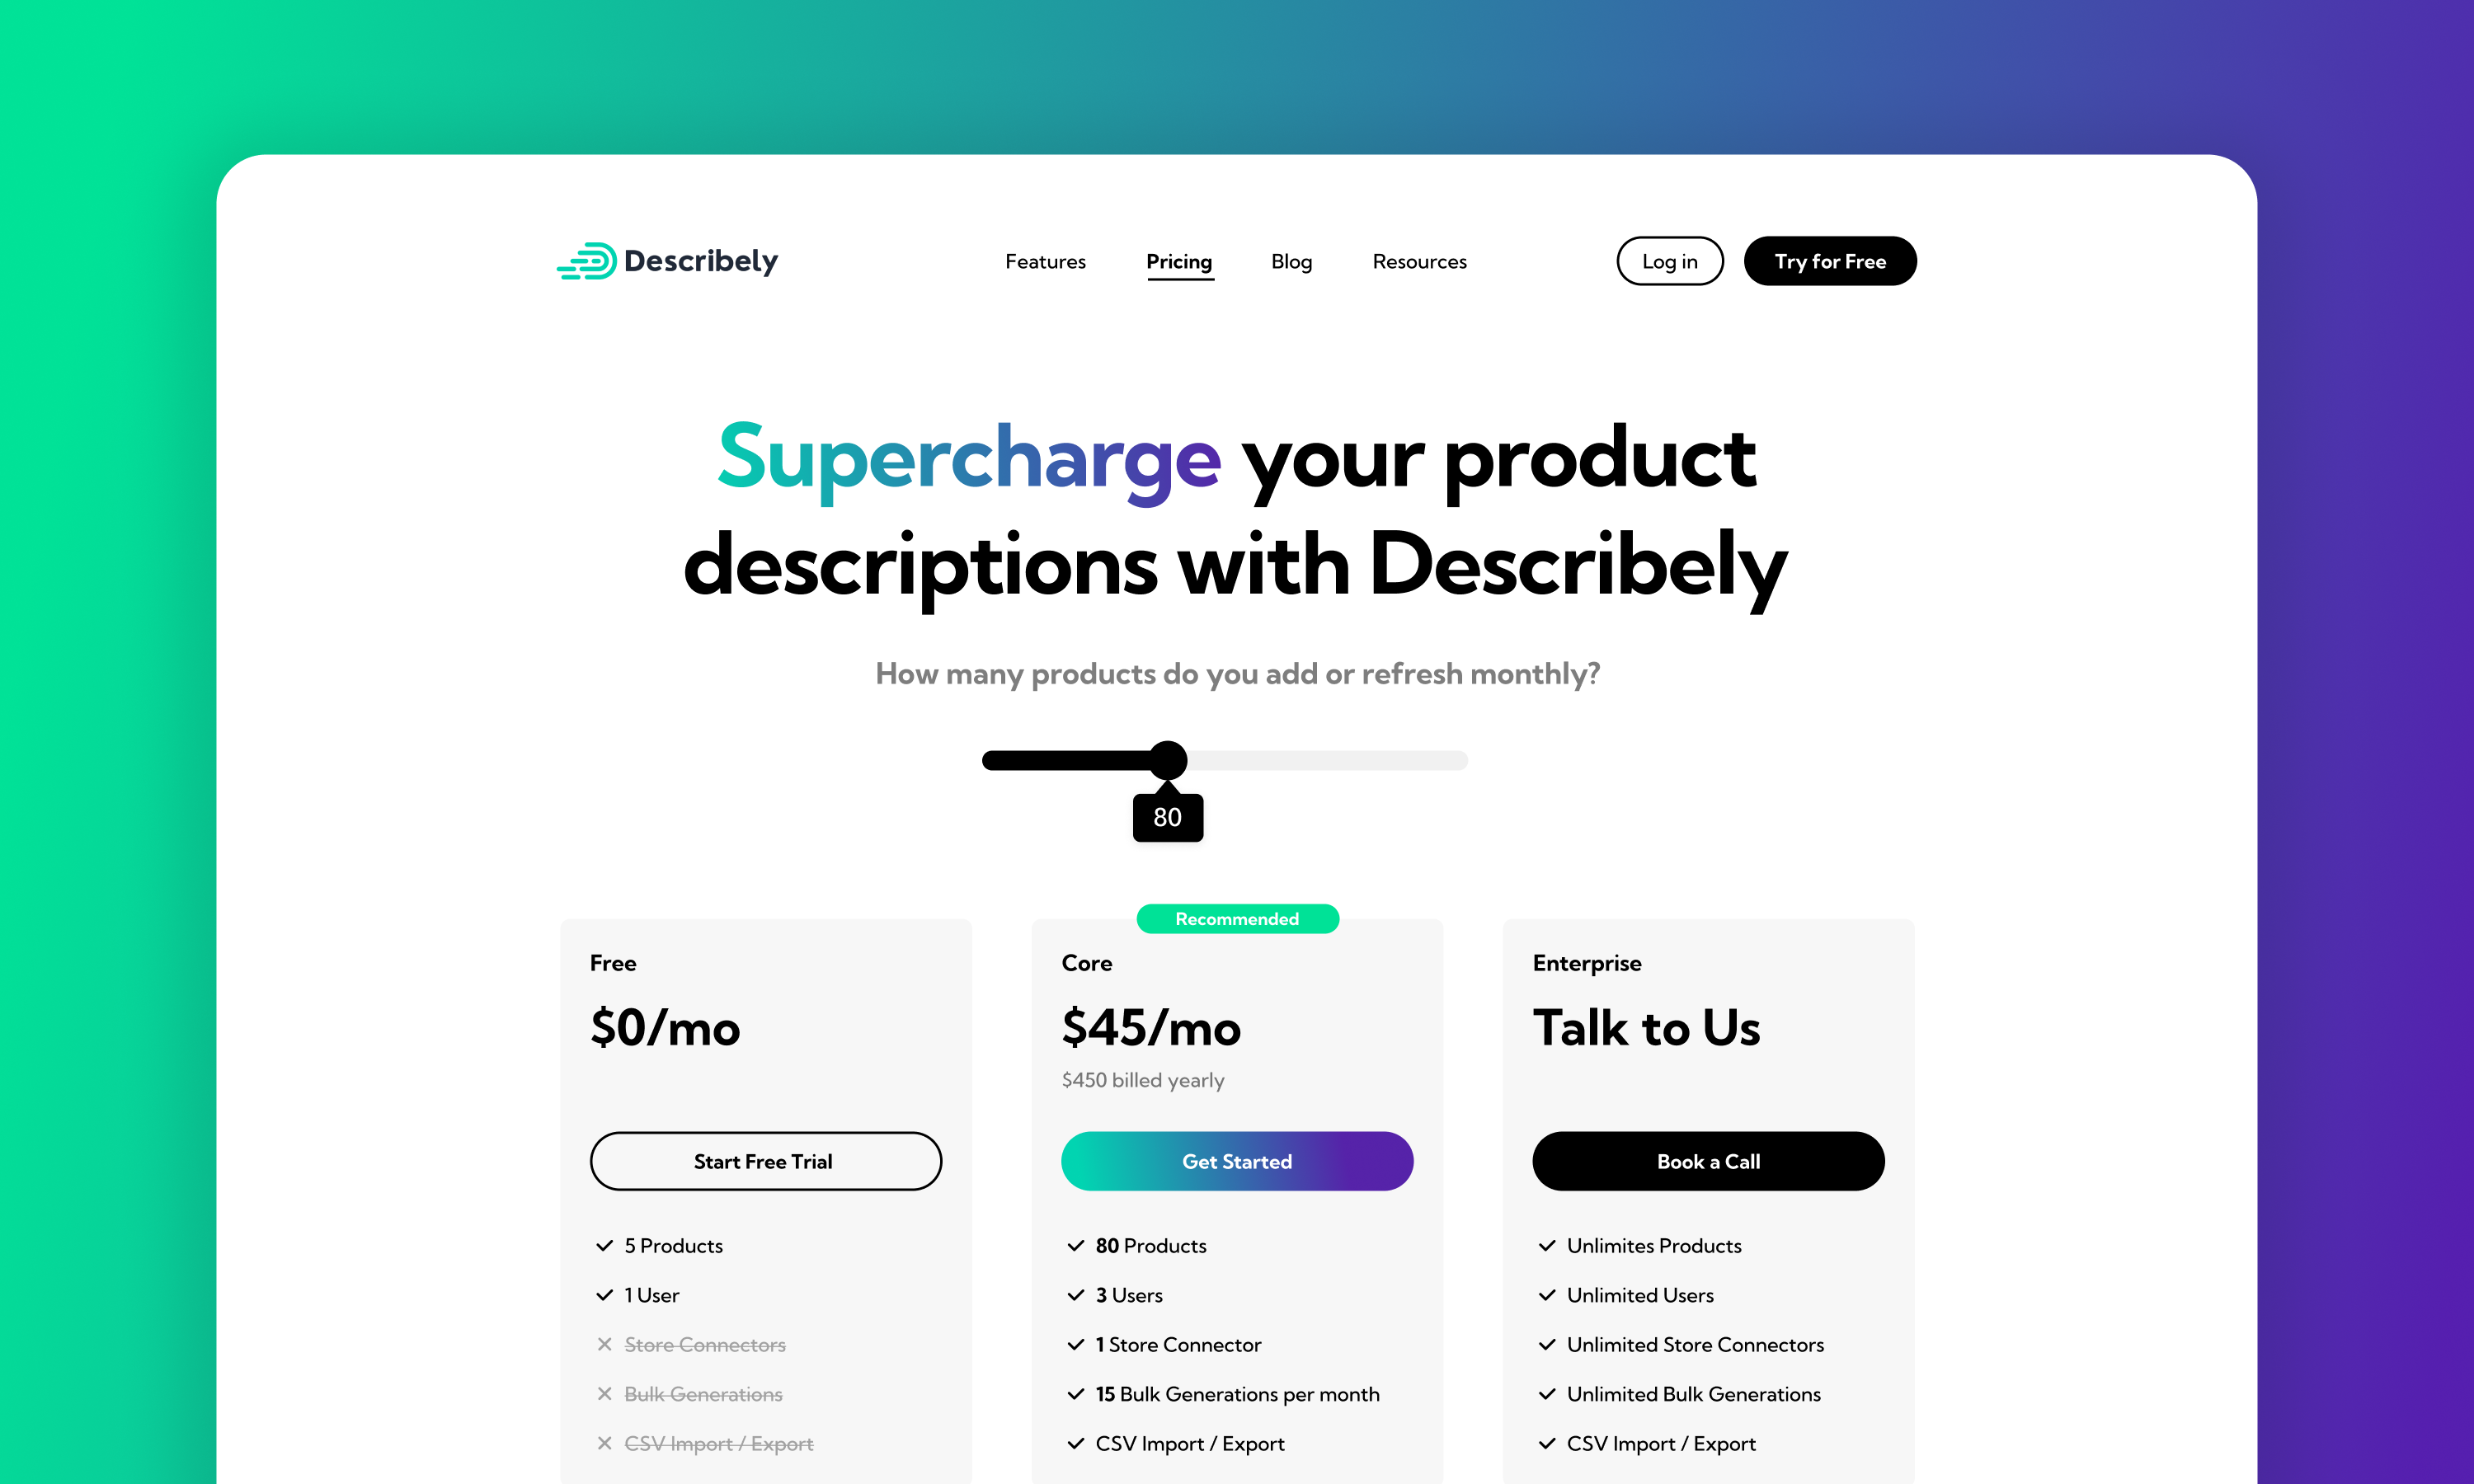 Describely
Features
Pricing
Blog
Resources
Log in
Try for Free
Supercharge your product
descriptions with Describely
How many products do you add or refresh monthly?
80
Free
$0/mo
Start Free Trial
5 Products
1 User
Store Connectors
Bulk Generations
CSV Import / Export
Recommended
Core
$45/mo
$450 billed yearly
Get Started
80 Products
3 Users
1 Store Connector
15 Bulk Generations per month
CSV Import / Export
Enterprise
Talk to Us
Book a Call
Unlimites Products
Unlimited Users
Unlimited Store Connectors
Unlimited Bulk Generations
CSV Import / Export